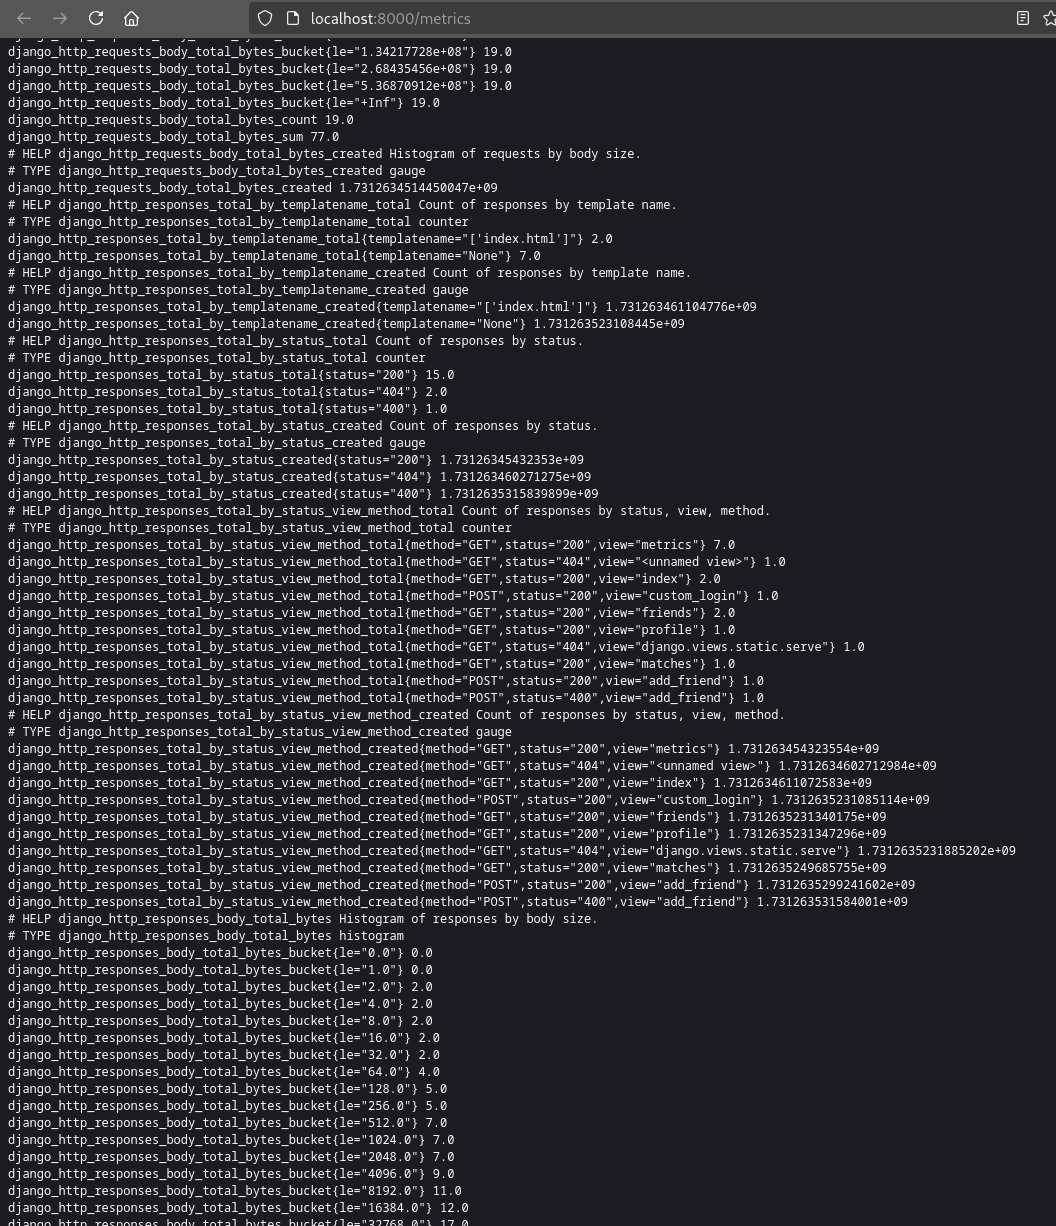 localhost:8000/metrics
django_http_requests_body_total_bytes_bucket{le="1.34217728e+08"} 19.0
django_http_requests_body_total_bytes_bucket{le="2.68435456e+08"} 19.0
django_http_requests_body_total_bytes_bucket{le="5.36870912e+08"} 19.0
django_http_requests_body_total_bytes_bucket{le="+Inf"} 19.0
django_http_requests_body_total_bytes_count 19.0
django_http_requests_body_total_bytes_sum 77.0
# HELP django_http_requests_body_total_bytes_created Histogram of requests by body size.
# TYPE django_http_requests_body_total_bytes_created gauge
django_http_requests_body_total_bytes_created 1.7312634514450047e+09
# HELP django_http_responses_total_by_templatename_total Count of responses by template name.
# TYPE django_http_responses_total_by_templatename_total counter
django_http_responses_total_by_templatename_total{templatename="['index.html']"} 2.0
django_http_responses_total_by_templatename_total{templatename="None"} 7.0
# HELP django_http_responses_total_by_templatename_created Count of responses by template name.
# TYPE django_http_responses_total_by_templatename_created gauge
django_http_responses_total_by_templatename_created{templatename="['index.html']"} 1.731263461104776e+09
django_http_responses_total_by_templatename_created{templatename="None"} 1.731263523108445e+09
# HELP django_http_responses_total_by_status_total Count of responses by status.
# TYPE django_http_responses_total_by_status_total counter
django_http_responses_total_by_status_total{status="200"} 15.0
django_http_responses_total_by_status_total{status="404"} 2.0
django_http_responses_total_by_status_total{status="400"} 1.0
# HELP django_http_responses_total_by_status_created Count of responses by status.
# TYPE django_http_responses_total_by_status_created gauge
django_http_responses_total_by_status_created{status="200"} 1.73126345432353e+09
django_http_responses_total_by_status_created{status="404"} 1.731263460271275e+09
django_http_responses_total_by_status_created{status="400"} 1.7312635315839899e+09
# HELP django_http_responses_total_by_status_view_method_total Count of responses by status, view, method.
# TYPE django_http_responses_total_by_status_view_method_total counter
django_http_responses_total_by_status_view_method_total{method="GET",status="200",view="metrics"} 7.0
django_http_responses_total_by_status_view_method_total{method="GET",status="404",view="<unnamed view>"} 1.0
django_http_responses_total_by_status_view_method_total{method="GET",status="200",view="index"} 2.0
django_http_responses_total_by_status_view_method_total{method="POST",status="200",view="custom_login"} 1.0
django_http_responses_total_by_status_view_method_total{method="GET",status="200",view="friends"} 2.0
django_http_responses_total_by_status_view_method_total{method="GET",status="200",view="profile"} 1.0
django_http_responses_total_by_status_view_method_total{method="GET",status="404",view="django.views.static.serve"} 1.0
django_http_responses_total_by_status_view_method_total{method="GET",status="200",view="matches"} 1.0
django_http_responses_total_by_status_view_method_total{method="POST",status="200",view="add_friend"} 1.0
django_http_responses_total_by_status_view_method_total{method="POST",status="400",view="add_friend"} 1.0
# HELP django_http_responses_total_by_status_view_method_created Count of responses by status, view, method.
# TYPE django_http_responses_total_by_status_view_method_created gauge
django_http_responses_total_by_status_view_method_created{method="GET",status="200",view="metrics"} 1.731263454323554e+09
django_http_responses_total_by_status_view_method_created{method="GET",status="404",view="<unnamed view>"} 1.7312634602712984e+09
django_http_responses_total_by_status_view_method_created{method="GET",status="200",view="index"} 1.7312634611072583e+09
django_http_responses_total_by_status_view_method_created{method="POST",status="200",view="custom_login"} 1.7312635231085114e+09
django_http_responses_total_by_status_view_method_created{method="GET",status="200",view="friends"} 1.7312635231340175e+09
django_http_responses_total_by_status_view_method_created{method="GET",status="200",view="profile"} 1.7312635231347296e+09
django_http_responses_total_by_status_view_method_created{method="GET",status="404",view="django.views.static.serve"} 1.7312635231885202e+09
django_http_responses_total_by_status_view_method_created{method="GET",status="200",view="matches"} 1.7312635249685755e+09
django_http_responses_total_by_status_view_method_created{method="POST",status="200",view="add_friend"} 1.7312635299241602e+09
django_http_responses_total_by_status_view_method_created{method="POST",status="400",view="add_friend"} 1.731263531584001e+09
# HELP django_http_responses_body_total_bytes Histogram of responses by body size.
# TYPE django_http_responses_body_total_bytes histogram
django_http_responses_body_total_bytes_bucket{le="0.0"} 0.0
django_http_responses_body_total_bytes_bucket{le="1.0"} 0.0
django_http_responses_body_total_bytes_bucket{le="2.0"} 2.0
django_http_responses_body_total_bytes_bucket{le="4.0"} 2.0
django_http_responses_body_total_bytes_bucket{le="8.0"} 2.0
django_http_responses_body_total_bytes_bucket{le="16.0"} 2.0
django_http_responses_body_total_bytes_bucket{le="32.0"} 2.0
django_http_responses_body_total_bytes_bucket{le="64.0"} 4.0
django_http_responses_body_total_bytes_bucket{le="128.0"} 5.0
django_http_responses_body_total_bytes_bucket{le="256.0"} 5.0
django_http_responses_body_total_bytes_bucket{le="512.0"} 7.0
django_http_responses_body_total_bytes_bucket{le="1024.0"} 7.0
django_http_responses_body_total_bytes_bucket{le="2048.0"} 7.0
django_http_responses_body_total_bytes_bucket{le="4096.0"} 9.0
django_http_responses_body_total_bytes_bucket{le="8192.0"} 11.0
django_http_responses_body_total_bytes_bucket{le="16384.0"} 12.0
django_http_responses_body_total_bytes_bucket{le="32768.0"} 17.0